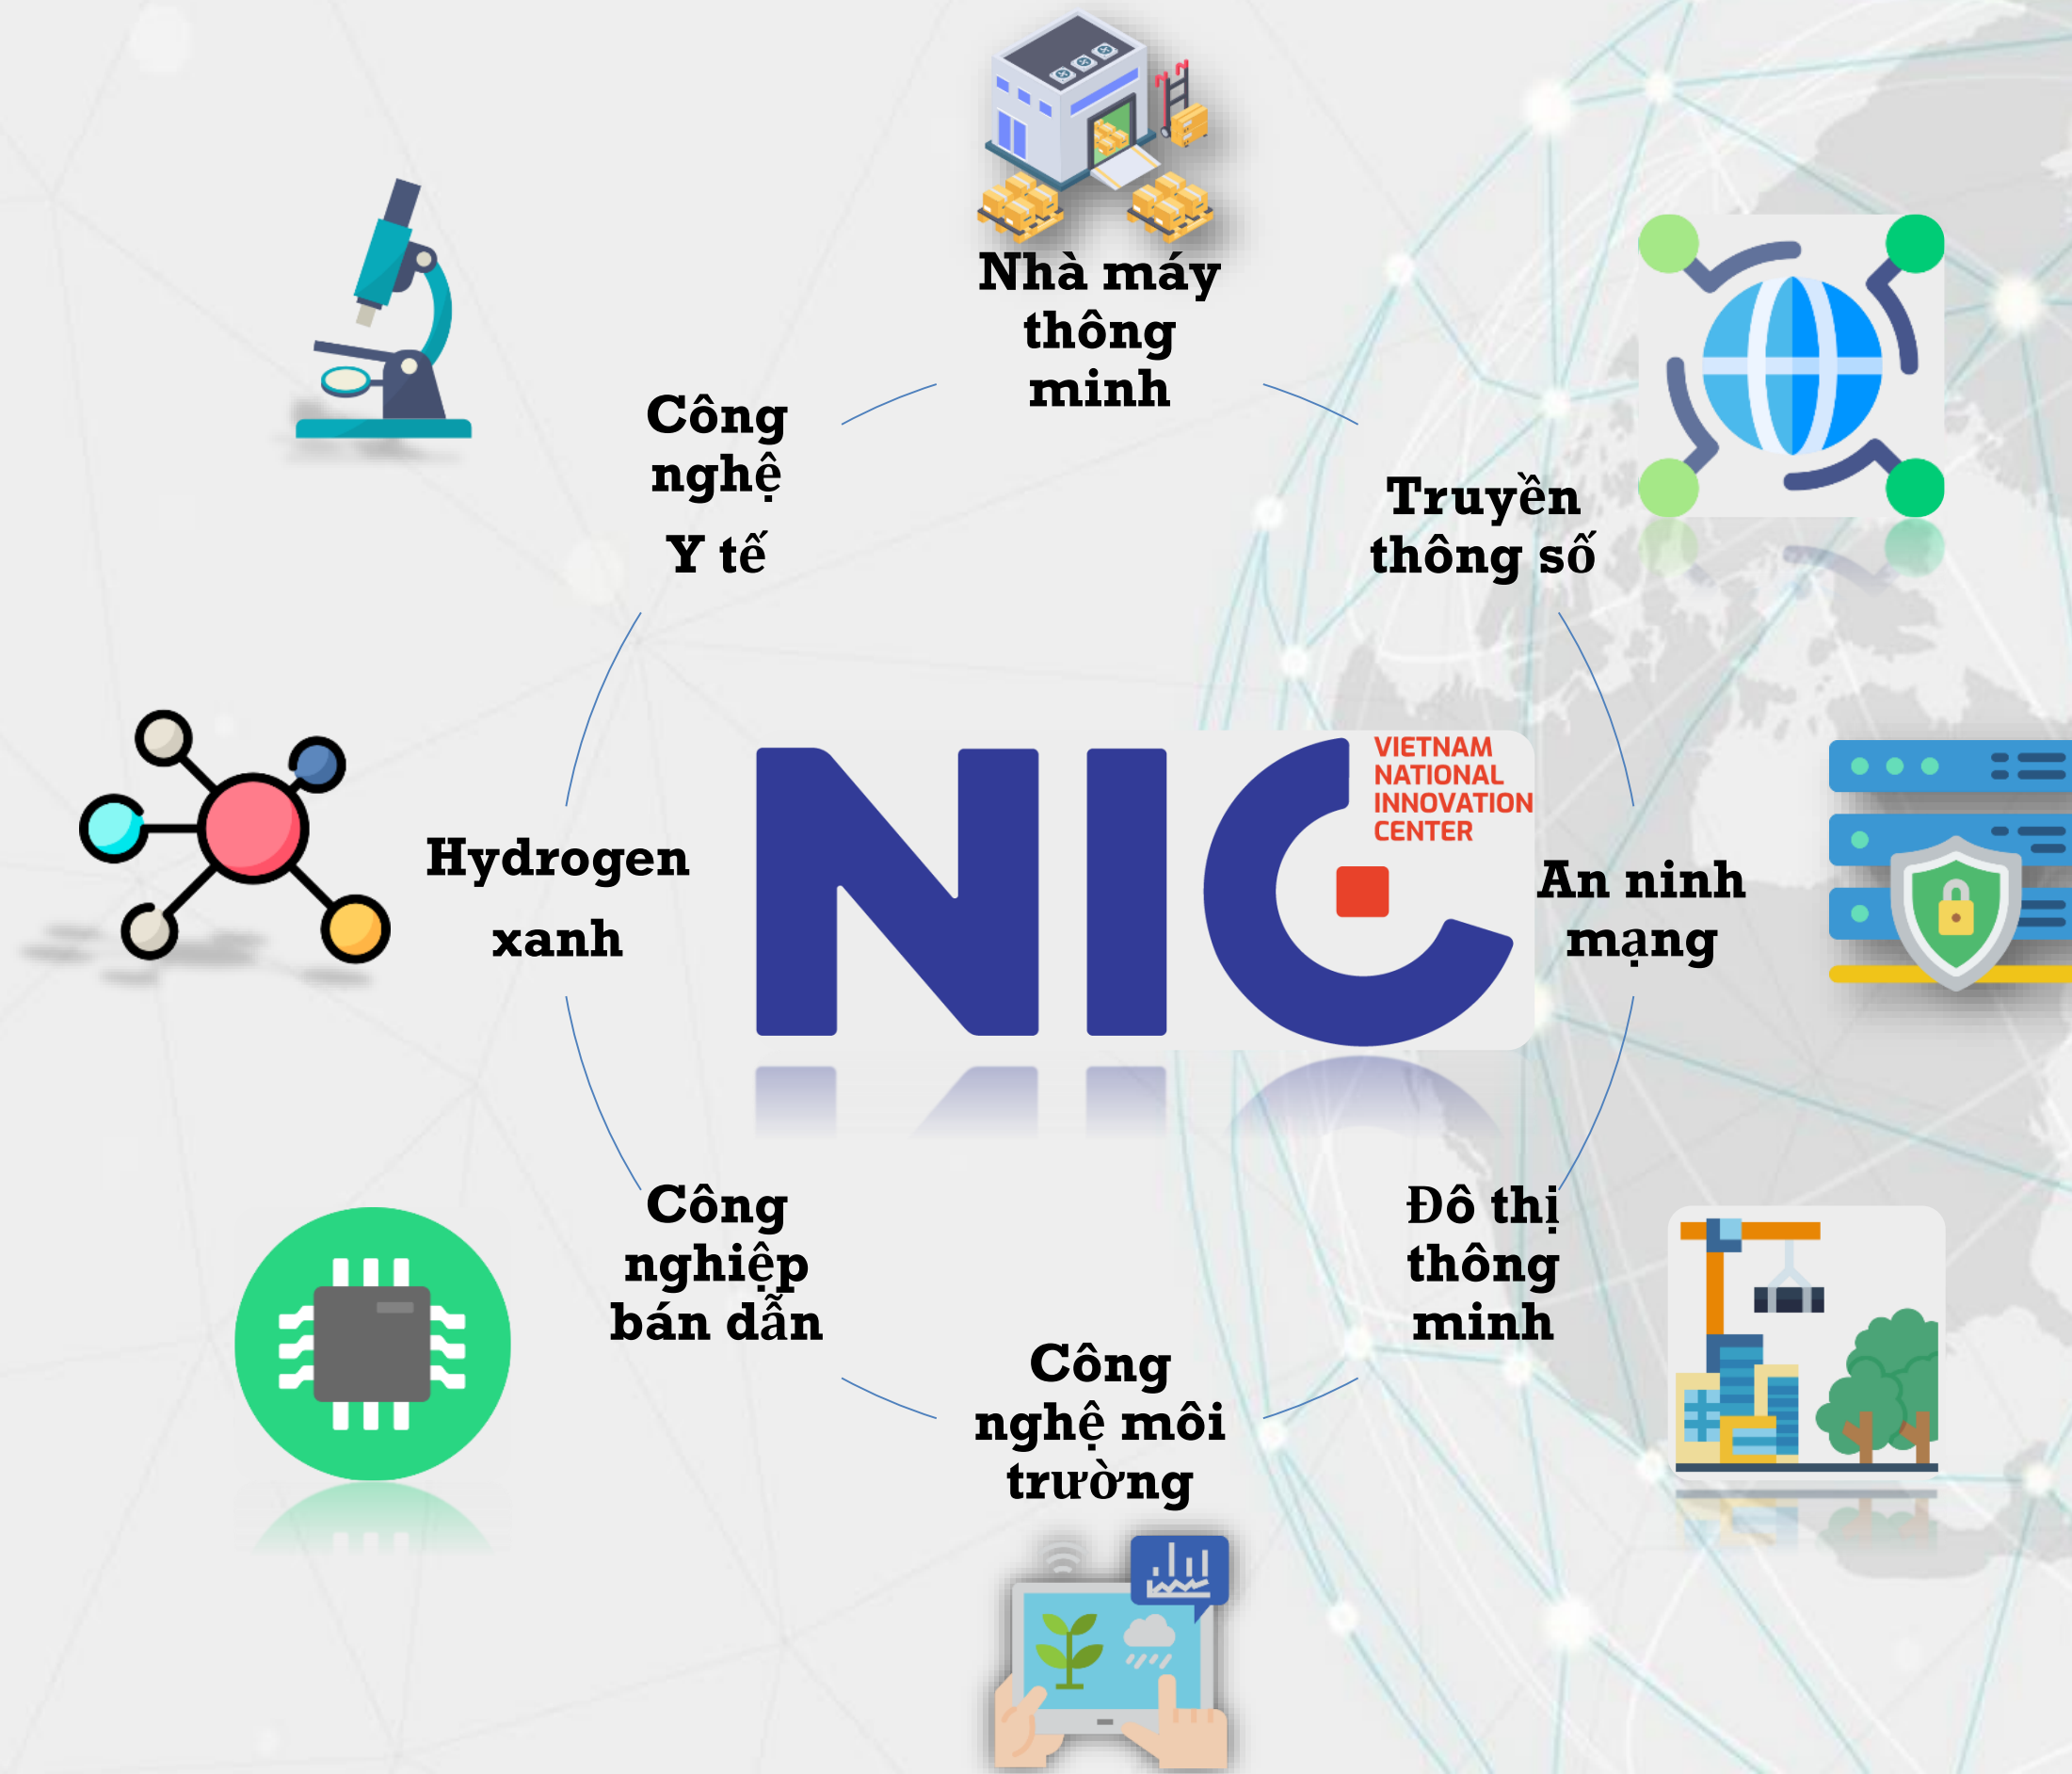 Nhà máy
thông
minh
Truyền
thông số
An ninh
mạng
Đô thị
thông
minh
Công
nghệ môi
trường
Công
nghiệp
bán dẫn
Hydrogen
xanh
Công
nghệ
Y tế
NIC
VIETNAM
NATIONAL
INNOVATION
CENTER